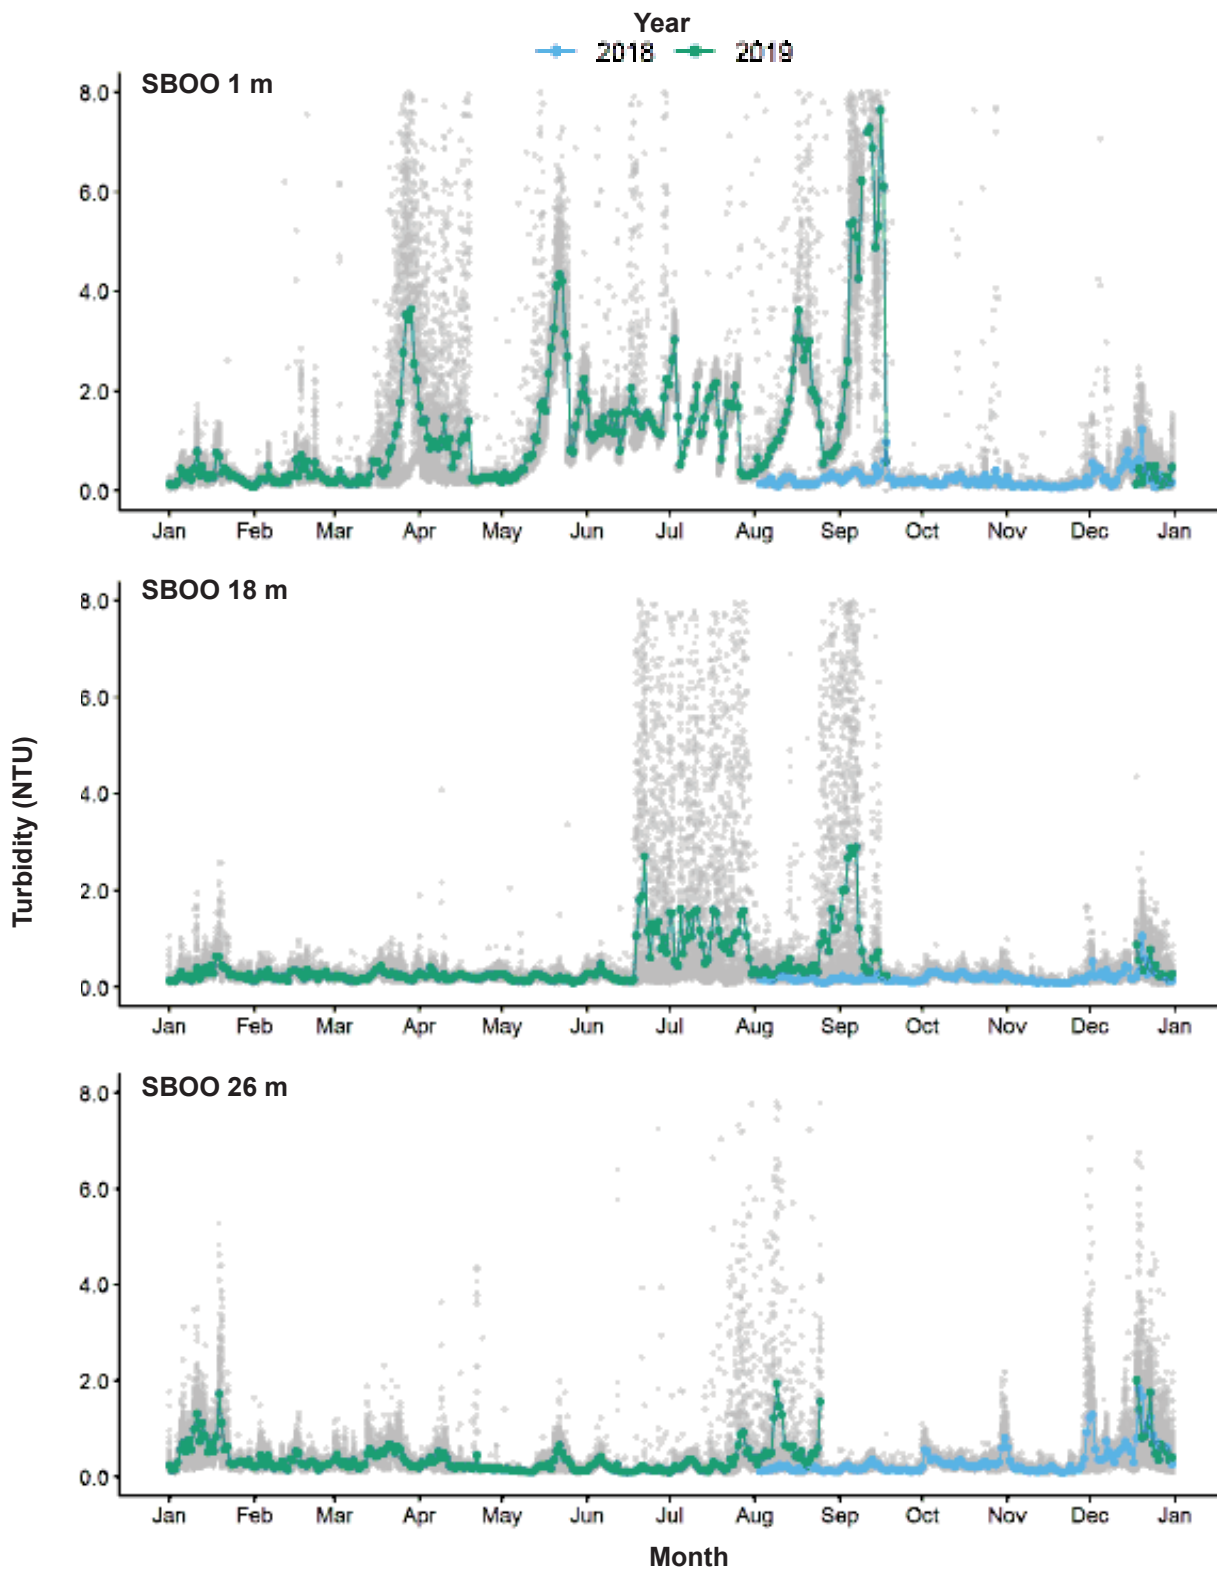 Year
2018 2019
SBOO 1 m
8.0
6.0
4.0
2.0
0.0
Jan Feb Mar Apr May Jun Jul Aug Sep Oct Nov Dec Jan
SBOO 18 m
8.0
6.0
4.0
2.0
0.0
Jan Feb Mar Apr May Jun Jul Aug Sep Oct Nov Dec Jan
Turbidity (NTU)
SBOO 26 m
8.0
6.0
4.0
2.0
0.0
Jan Feb Mar Apr May Jun Jul Aug Sep Oct Nov Dec Jan
Month